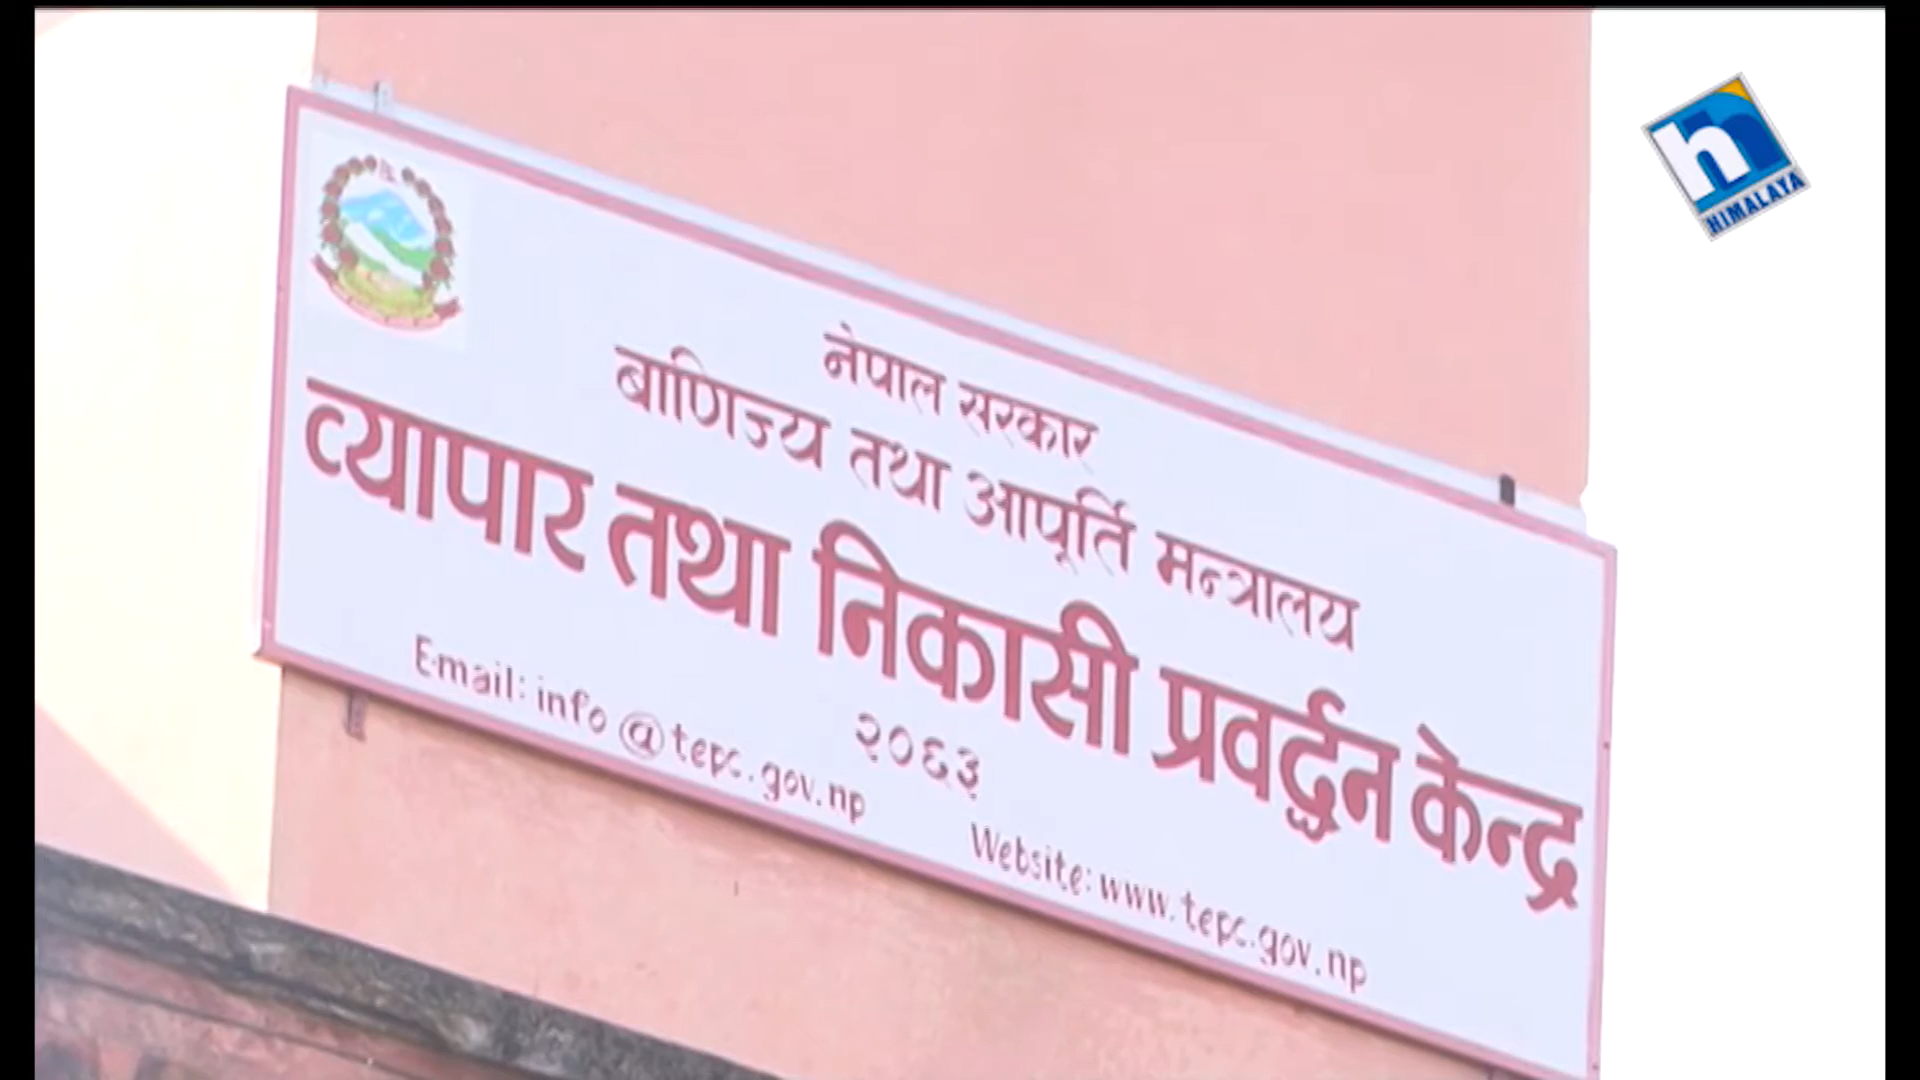 नेपाल सरकार
बाणिज्य तथा आपूर्ति मन्त्रालय
व्यापार तथा निकासी प्रवर्द्धन केन्द्र
२०६३
Email: info@tepc.gov.np
Website: www.tepc.gov.np
HIMALAYA